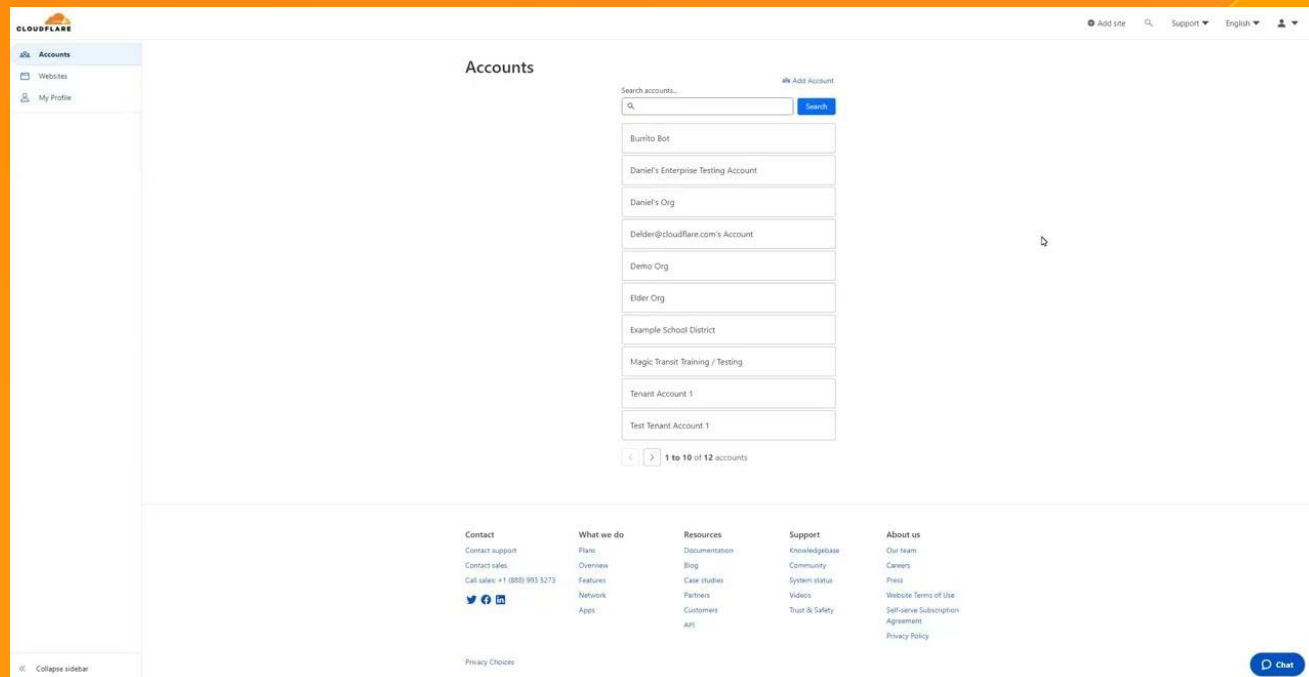 CLOUDFLARE
Add site
Support
English
Accounts
Websites
My Profile
Accounts
Add Account
Search accounts...
Search
Burrito Bot
Daniel's Enterprise Testing Account
Daniel's Org
Delder@cloudflare.com's Account
Demo Org
Elder Org
Example School District
Magic Transit Training / Testing
Tenant Account 1
Test Tenant Account 1
1 to 10 of 12 accounts
Contact
Contact support
Contact sales
Call sales: +1 (888) 993 5273
What we do
Plans
Overview
Features
Network
Apps
Resources
Documentation
Blog
Case studies
Partners
Customers
API
Support
Knowledgebase
Community
System status
Videos
Trust & Safety
About us
Our team
Careers
Press
Website Terms of Use
Self-serve Subscription
Agreement
Privacy Policy
Privacy Choices
Collapse sidebar
Chat